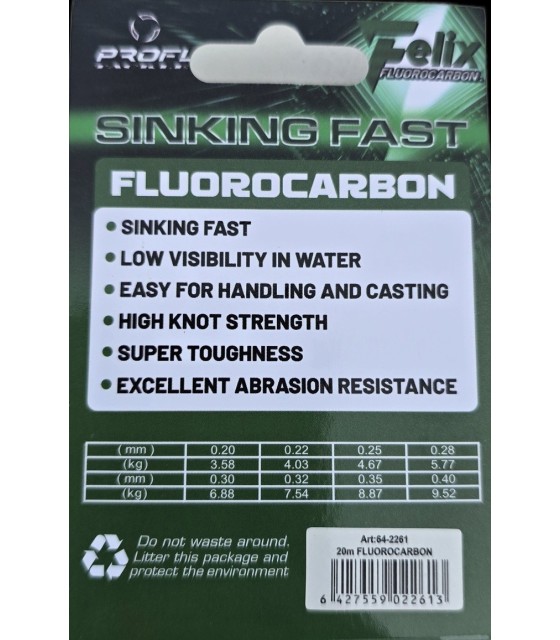 PROFL
Felix
FLUOROCARBON
SINKING FAST
FLUOROCARBON
• SINKING FAST
• LOW VISIBILITY IN WATER
• EASY FOR HANDLING AND CASTING
• HIGH KNOT STRENGTH
• SUPER TOUGHNESS
• EXCELLENT ABRASION RESISTANCE
(mm) 0.20 0.22 0.25 0.28
(kg) 3.58 4.03 4.67 5.77
(mm) 0.30 0.32 0.35 0.40
(kg) 6.88 7.54 8.87 9.52
Do not waste around.
Litter this package and
protect the environment
Art:64-2261
20m FLUOROCARBON
6 427559 022613